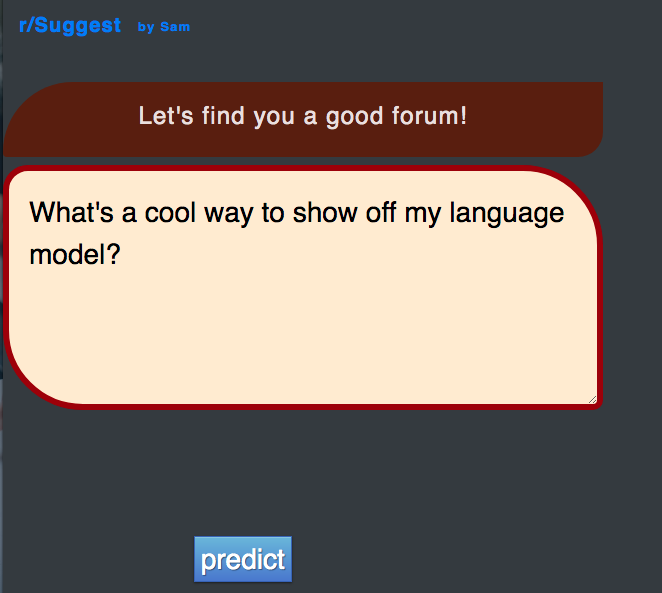 r/Suggest by Sam
Let's find you a good forum!
What's a cool way to show off my language
model?
predict